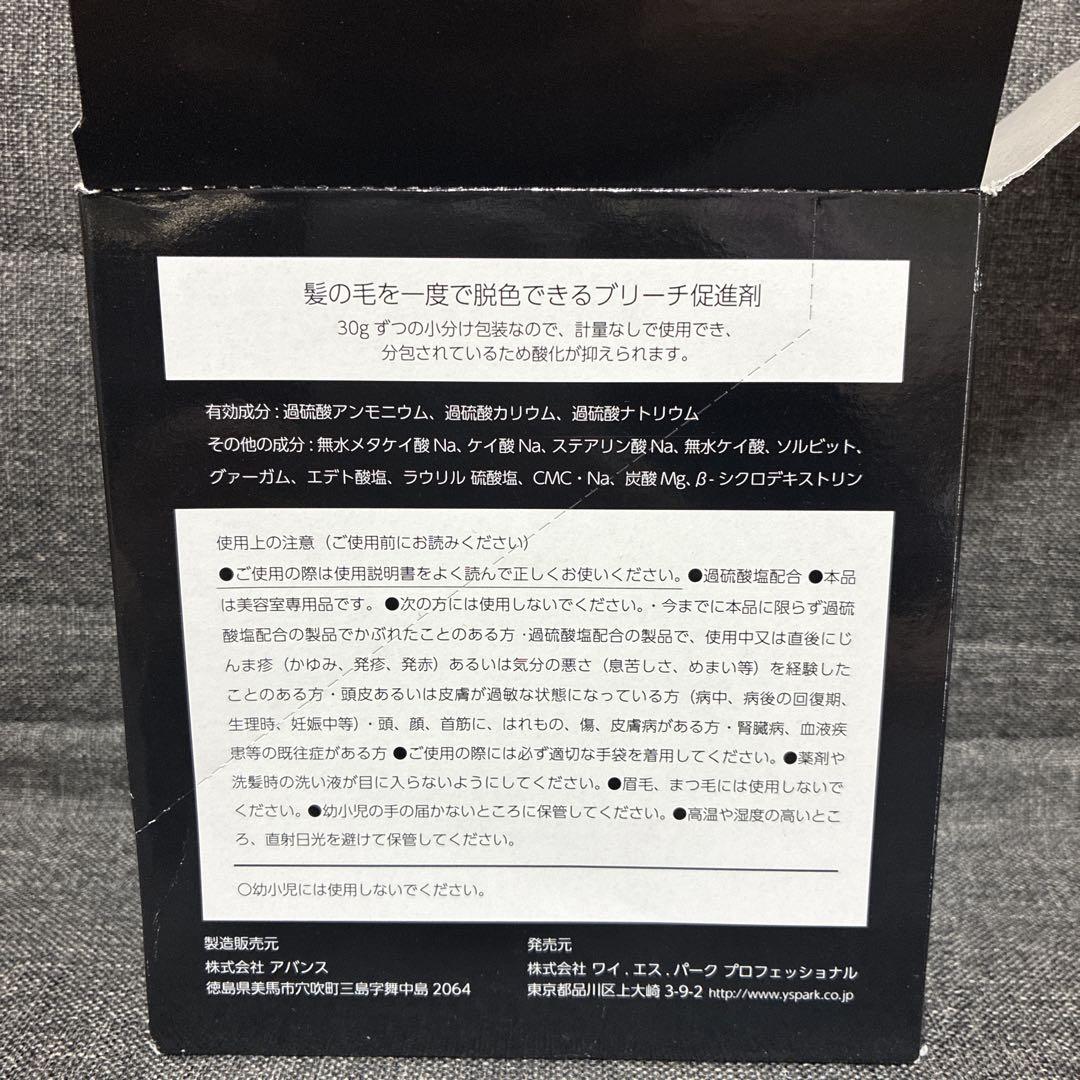 髪の毛を一度で脱色できるブリーチ促進剤
30g ずつの小分け包装なので、計量なしで使用でき、
分包されているため酸化が抑えられます。
有効成分 : 過硫酸アンモニウム、過硫酸カリウム、過硫酸ナトリウム
その他の成分 : 無水メタケイ酸 Na、ケイ酸 Na、ステアリン酸 Na、無水ケイ酸、ソルビット、
グァーガム、エデト酸塩、ラウリル 硫酸塩、CMC・Na、炭酸 Mg、β - シクロデキストリン
使用上の注意（ご使用前にお読みください）
●ご使用の際は使用説明書をよく読んで正しくお使いください。●過硫酸塩配合 ●本品
は美容室専用品です。●次の方には使用しないでください。・今までに本品に限らず過硫
酸塩配合の製品でかぶれたことのある方 ・過硫酸塩配合の製品で、使用中又は直後にじ
んま疹（かゆみ、発疹、発赤）あるいは気分の悪さ（息苦しさ、めまい等）を経験した
ことのある方・頭皮あるいは皮膚が過敏な状態になっている方（病中、病後の回復期、
生理時、妊娠中等）・頭、顔、首筋に、はれもの、傷、皮膚病がある方・腎臓病、血液疾
患等の既往症がある方 ●ご使用の際には必ず適切な手袋を着用してください。●薬剤や
洗髪時の洗い液が目に入らないようにしてください。●眉毛、まつ毛には使用しないで
ください。●幼小児の手の届かないところに保管してください。●高温や湿度の高いとこ
ろ、直射日光を避けて保管してください。
○幼小児には使用しないでください。
製造販売元
株式会社 アバンス
徳島県美馬市穴吹町三島字舞中島 2064
発売元
株式会社 ワイ . エス . パーク プロフェッショナル
東京都品川区上大崎 3-9-2 http://www.yspark.co.jp